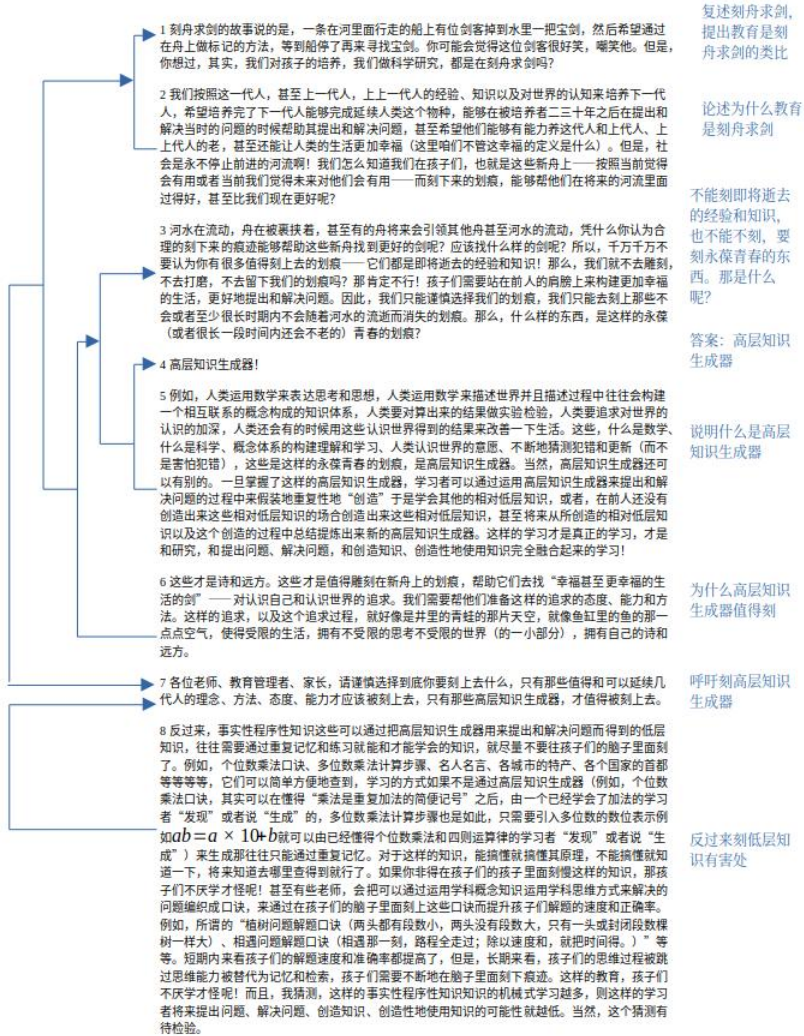 复述刻舟求剑，
提出教育是刻
舟求剑的类比
1 刻舟求剑的故事说的是，一条在河里面行走的船上有位剑客掉到水里一把宝剑，然后希望通过
在舟上做标记的方法，等到船停了再来寻找宝剑。你可能会觉得这位剑客很好笑，嘲笑他。但是，
你想过，其实，我们对孩子的培养，我们做科学研究，都是在刻舟求剑吗？
论述为什么教育
是刻舟求剑
2 我们按照这一代人，甚至上一代人，上上一代人的经验、知识以及对世界的认知来培养下一代
人，希望培养完了下一代人能够完成延续人类这个物种，能够在被培养者二三十年之后在提出和
解决当时的问题的时候帮助其提出和解决问题，甚至希望他们能够有能力养这代人和上代人、上
上代人的老，甚至还能让人类的生活更加幸福（这里咱们不管这幸福的定义是什么）。但是，社
会是永不停止前进的河流啊！我们怎么知道我们在孩子们，也就是这些新舟上——按照当前觉得
会有用或者当前我们觉得未来对他们会有用——而刻下来的划痕，能够帮他们在将来的河流里面
过得好，甚至比我们现在更好呢？
不能刻即将逝去
的经验和知识，
也不能不刻，要
刻永葆青春的东
西。那是什么
呢？
3 河水在流动，舟在被裹挟着，甚至有的舟将来会引领其他舟甚至河水的流动，凭什么你认为合
理的刻下来的痕迹能够帮助这些新舟找到更好的剑呢？应该找什么样的剑呢？所以，千万千万不
要认为你有很多值得刻上去的划痕——它们都是即将逝去的经验和知识！那么，我们就不去雕刻，
不去打磨，不去留下我们的划痕吗？那肯定不行！孩子们需要站在前人的肩膀上来构建更加幸福
的生活，更好地提出和解决问题。因此，我们只能谨慎选择我们的划痕，我们只能去刻上那些不
会或者至少很长时期内不会随着河水的流逝而消失的划痕。那么，什么样的东西，是这样的永葆
（或者很长一段时间内还会不老的）青春的划痕？
答案：高层知识
生成器
4 高层知识生成器！
说明什么是高层
知识生成器
5 例如，人类运用数学来表达思考和思想，人类运用数学来描述世界并且描述过程中往往会构建
一个相互联系的概念构成的知识体系，人类要对算出来的结果做实验检验，人类要追求对世界的
认识的加深，人类还会有的时候用这些认识世界得到的结果来改善一下生活。这些，什么是数学、
什么是科学、概念体系的构建理解和学习、人类认识世界的意愿、不断地猜测犯错和更新（而不
是害怕犯错），这些是这样的永葆青春的划痕，是高层知识生成器。当然，高层知识生成器还可
以有别的。一旦掌握了这样的高层知识生成器，学习者可以通过运用高层知识生成器来提出和解
决问题的过程中来假装地重复性地“创造”于是学会其他的相对低层知识，或者，在前人还没有
创造出来这些相对低层知识的场合创造出来这些相对低层知识，甚至将来从所创造的相对低层知
识以及这个创造的过程中总结提炼出来新的高层知识生成器。这样的学习才是真正的学习，才是
和研究，和提出问题、解决问题，和创造知识、创造性地使用知识完全融合起来的学习！
为什么高层知识
生成器值得刻
6 这些才是诗和远方。这些才是值得雕刻在新舟上的划痕，帮助它们去找“幸福甚至更幸福的生
活的剑”——对认识自己和认识世界的追求。我们需要帮他们准备这样的追求的态度、能力和方
法。这样的追求，以及这个追求过程，就好像是井里的青蛙的那片天空，就像鱼缸里的鱼的那一
点点空气，使得受限的生活，拥有不受限的思考不受限的世界（的一小部分），拥有自己的诗和
远方。
呼吁刻高层知识
生成器
7 各位老师、教育管理者、家长，请谨慎选择到底你要刻上去什么，只有那些值得和可以延续几
代人的理念、方法、态度、能力才应该被刻上去，只有那些高层知识生成器，才值得被刻上去。
8 反过来，事实性程序性知识这些可以通过把高层知识生成器用来提出和解决问题而得到的低层
知识，往往需要通过重复记忆和练习就能和才能学会的知识，就尽量不要往孩子们的脑子里面刻
了。例如，个位数乘法口诀、多位数乘法计算步骤、名人名言、各城市的特产、各个国家的首都
等等等等，它们可以简单方便地查到，学习的方式如果不是通过高层知识生成器（例如，个位数
乘法口诀，其实可以在懂得“乘法是重复加法的简便记号”之后，由一个已经学会了加法的学习
者“发现”或者说“生成”的，多位数乘法计算步骤也是如此，只需要引入多位数的数位表示例
如ab=a × 10+b就可以由已经懂得个位数乘法和四则运算律的学习者“发现”或者说“生
成”）来生成那往往只能通过重复记忆。对于这样的知识，能搞懂就搞懂其原理，不能搞懂就知
道一下，将来知道去哪里查得到就行了。如果你非得在孩子们的孩子里面刻慢这样的知识，那孩
子们不厌学才怪呢！甚至有些老师，会把可以通过运用学科概念知识运用学科思维方式来解决的
问题编织成口诀，来通过在孩子们的脑子里面刻上这些口诀而提升孩子们解题的速度和正确率。
例如，所谓的“植树问题解题口诀（两头都有段数小，两头没有段数大，只有一头或封闭段数棵
树一样大）、相遇问题解题口诀（相遇那一刻，路程全走过；除以速度和，就把时间得。）”等
等。短期内来看孩子们的解题速度和准确率都提高了，但是，长期来看，孩子们的思维过程被跳
过思维能力被替代为记忆和检索，孩子们需要不断地在脑子里面刻下痕迹。这样的教育，孩子们
不厌学才怪呢！而且，我猜测，这样的事实性程序性知识知识的机械式学习越多，则这样的学习
者将来提出问题、解决问题、创造知识、创造性地使用知识的可能性就越低。当然，这个猜测有
待检验。
反过来刻低层知
识有害处